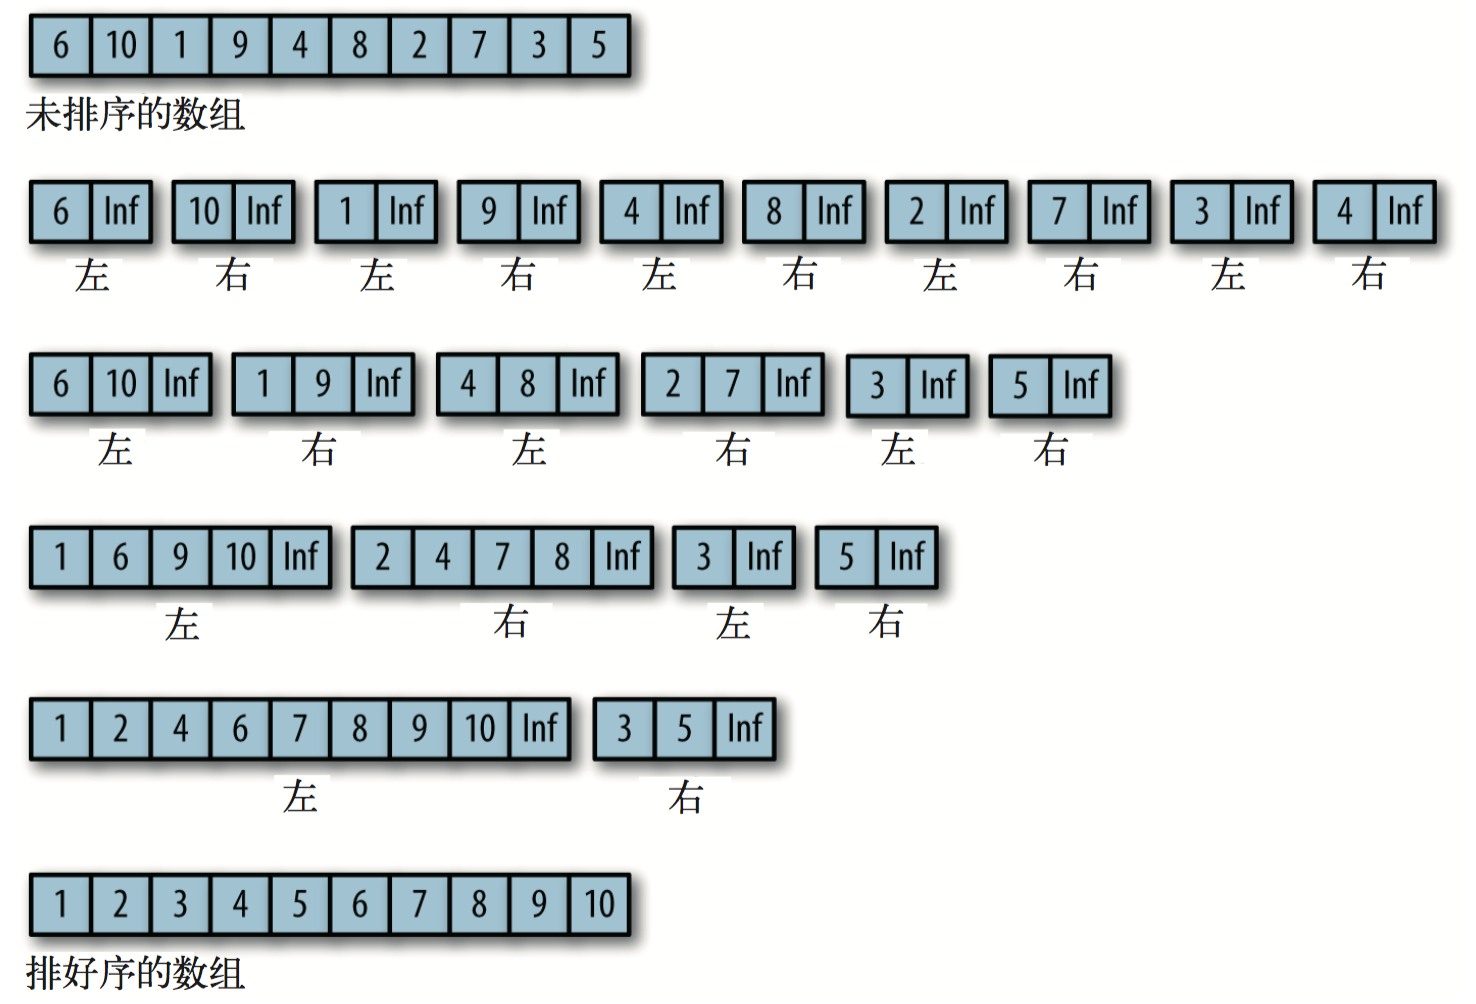 6 10 1 9 4 8 2 7 3 5
未排序的数组
6 Inf 10 Inf 1 Inf 9 Inf 4 Inf 8 Inf 2 Inf 7 Inf 3 Inf 4 Inf
左 右 左 右 左 右 左 右 左 右
6 10 Inf 1 9 Inf 4 8 Inf 2 7 Inf 3 Inf 5 Inf
左 右 左 右 左 右
1 6 9 10 Inf 2 4 7 8 Inf 3 Inf 5 Inf
左 右 左 右
1 2 4 6 7 8 9 10 Inf 3 5 Inf
左 右
1 2 3 4 5 6 7 8 9 10
排好序的数组